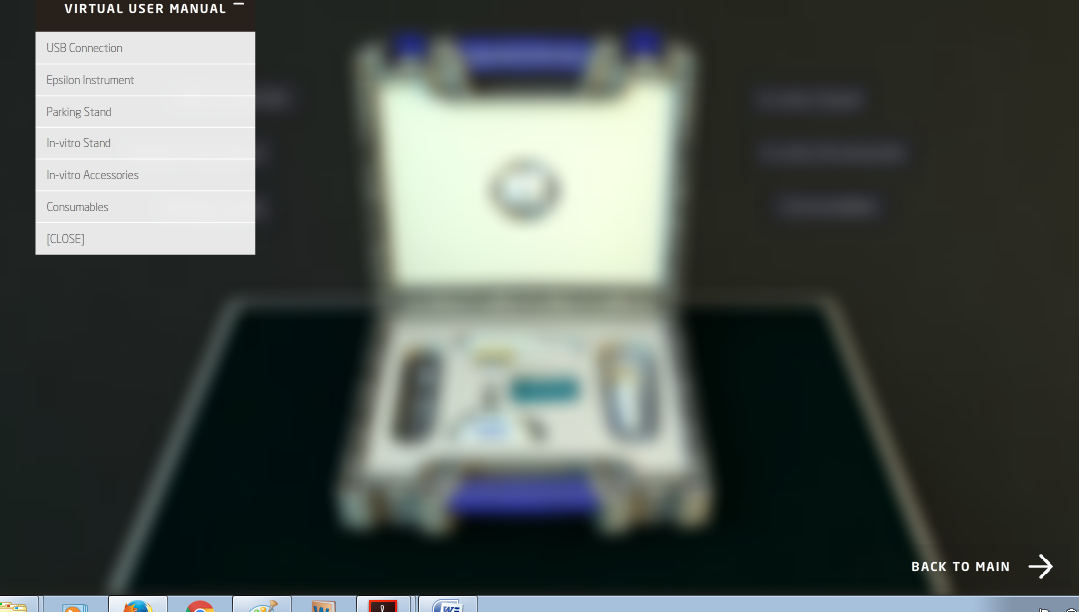 VIRTUAL USER MANUAL
USB Connection
Epsilon Instrument
Parking Stand
In-vitro Stand
In-vitro Accessories
Consumables
[CLOSE]
BACK TO MAIN